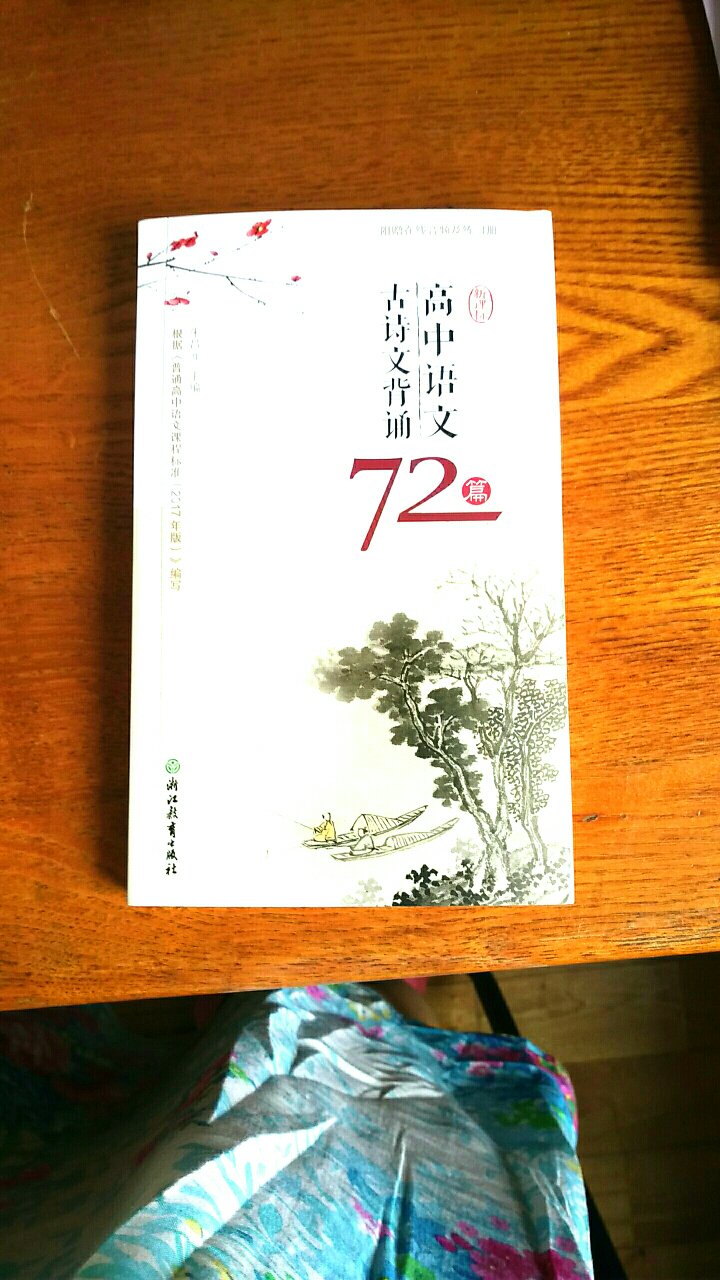 新课标
高中语文
古诗文背诵
72篇
主编
根据《普通高中语文课程标准（2017年版）》编写
浙江教育出版社